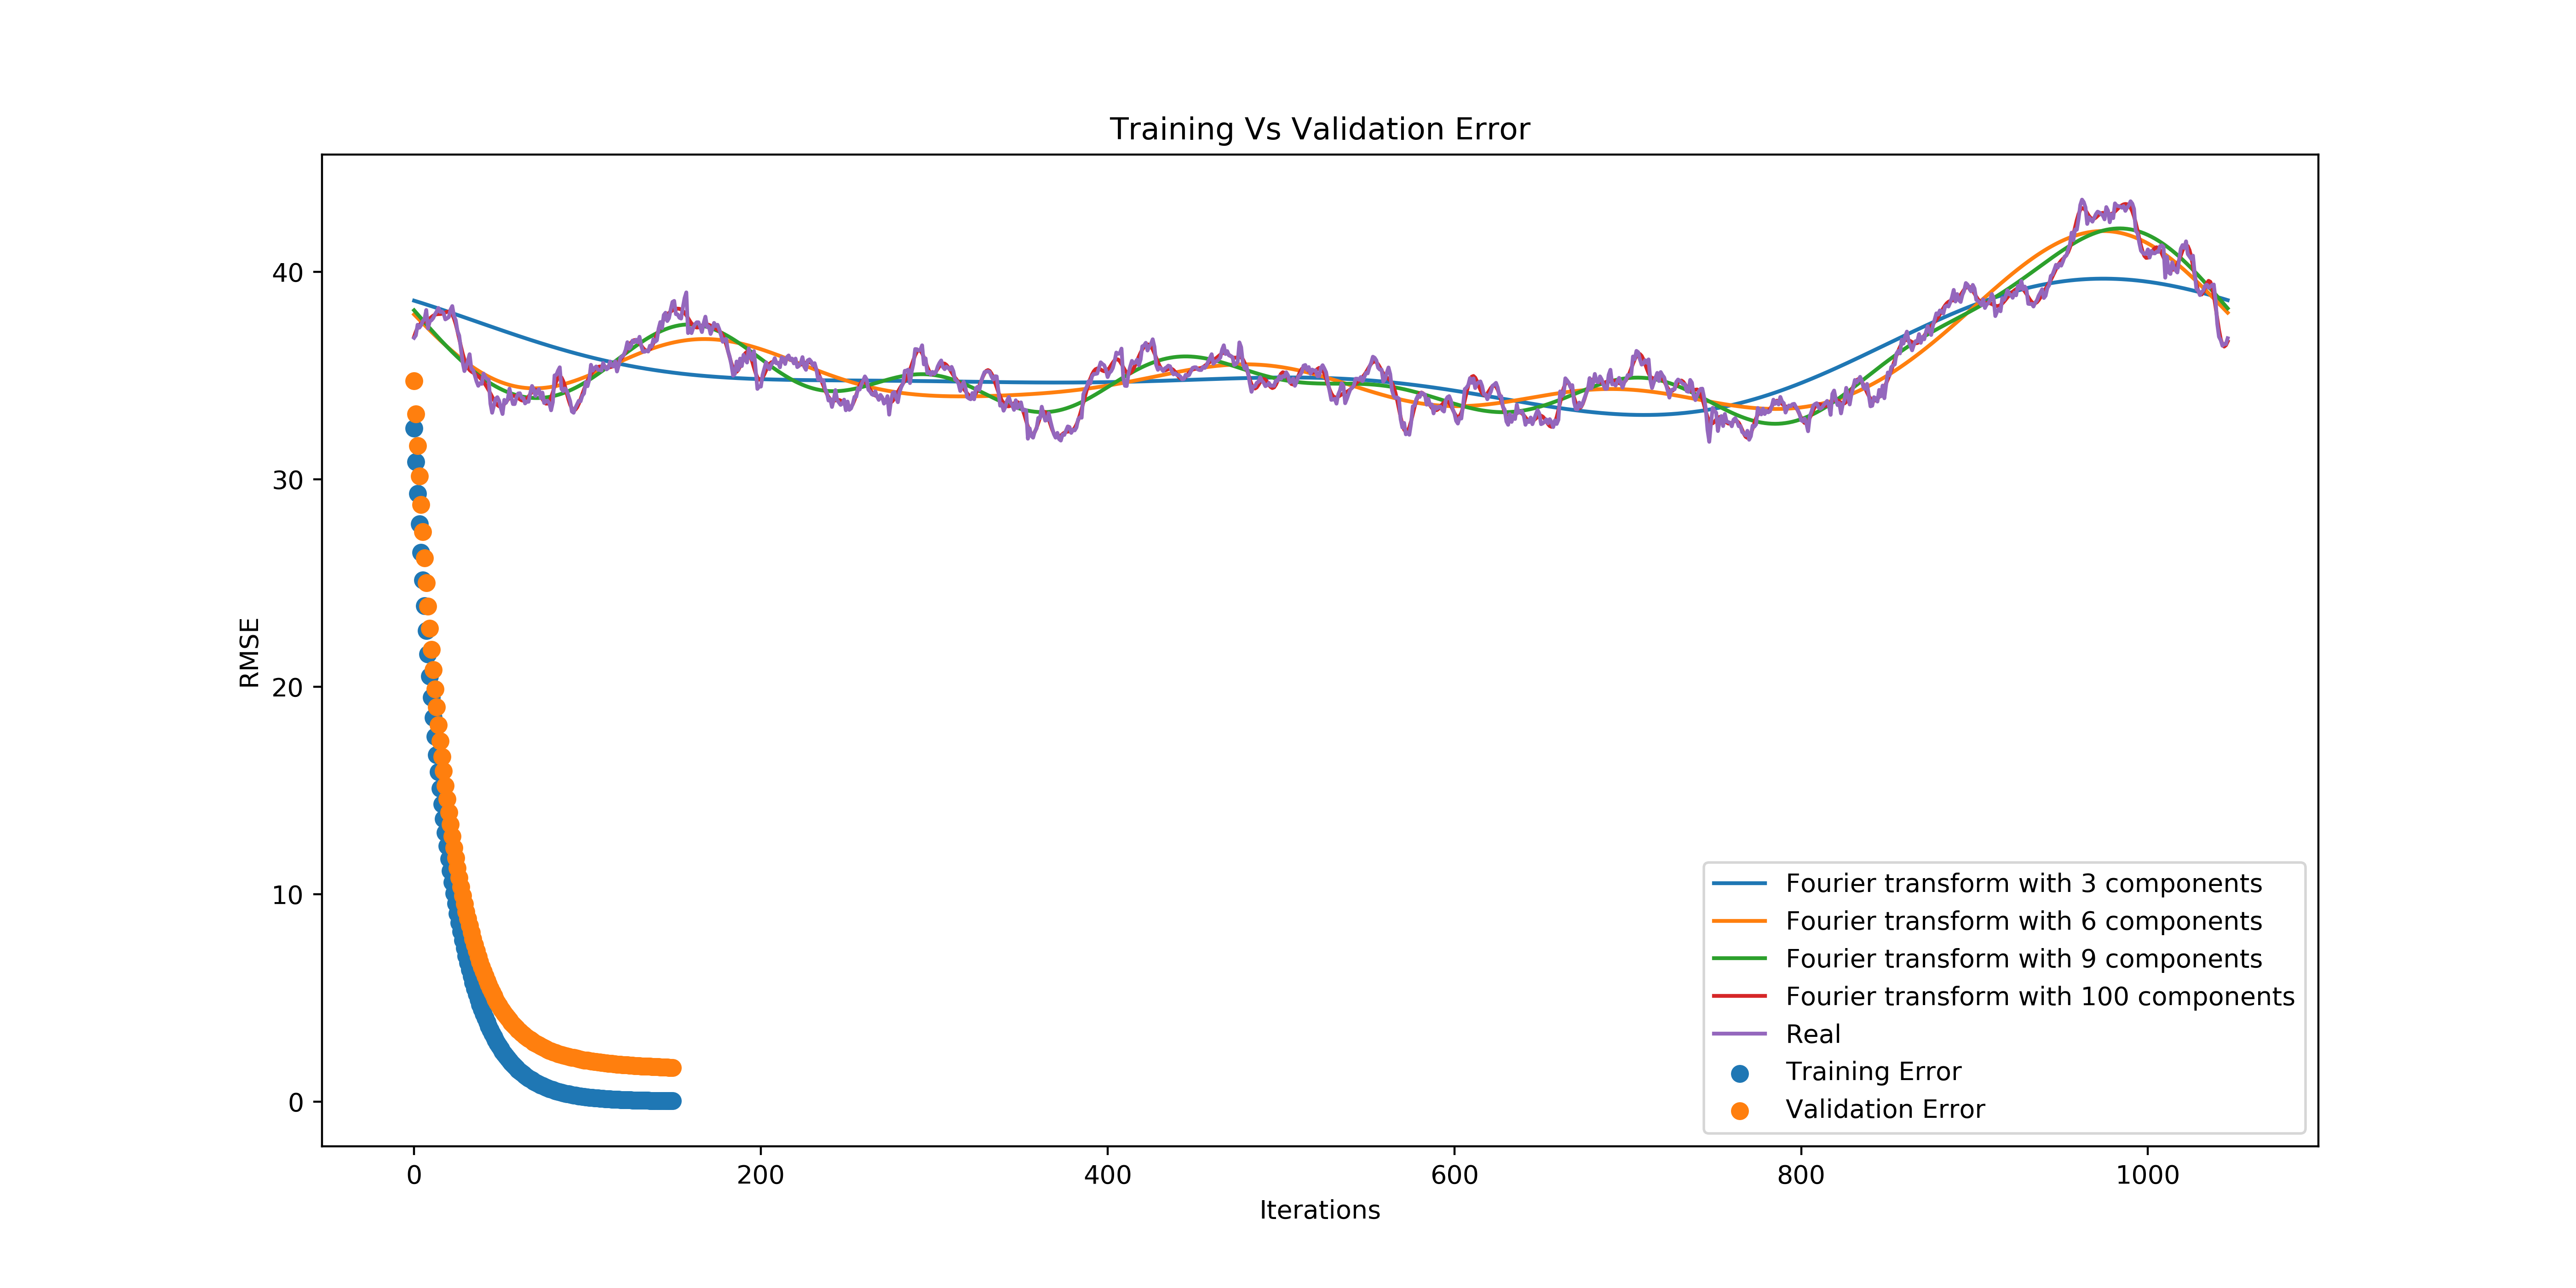 Training Vs Validation Error
RMSE
40
30
20
10
0
0 200 400 600 800 1000
Iterations
Fourier transform with 3 components
Fourier transform with 6 components
Fourier transform with 9 components
Fourier transform with 100 components
Real
Training Error
Validation Error